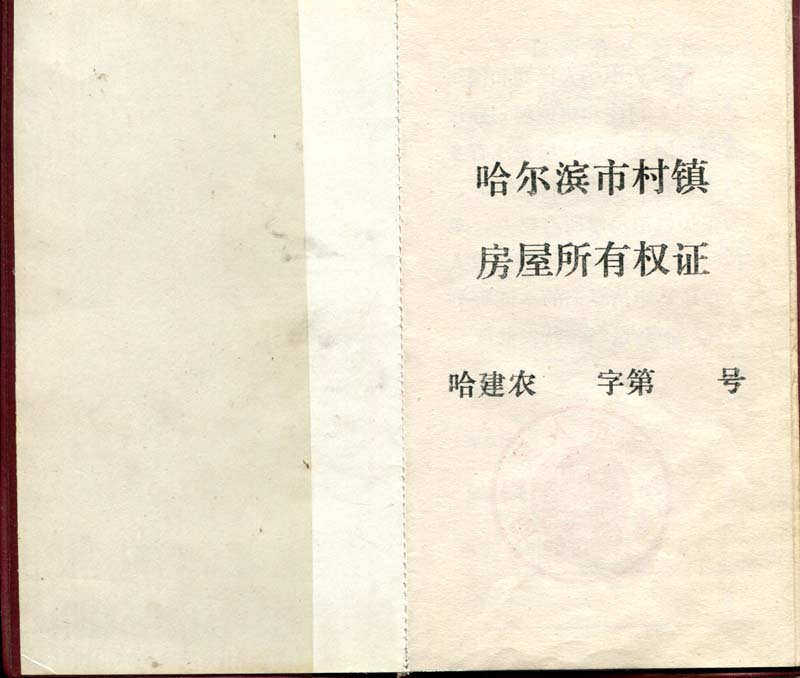 哈尔滨市村镇
房屋所有权证
哈建农 字第 号